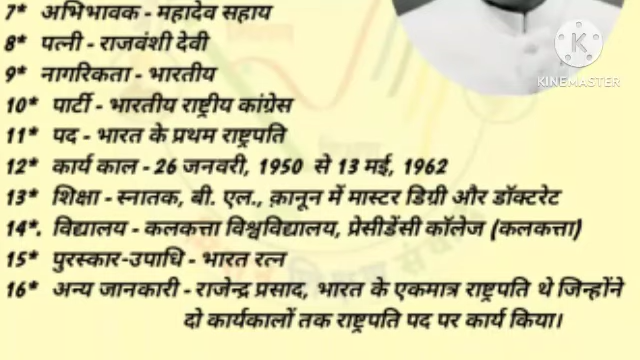 7* अभिभावक - महादेव सहाय
8* पत्नी - राजवंशी देवी
9* नागरिकता - भारतीय
10* पार्टी - भारतीय राष्ट्रीय कांग्रेस
11* पद - भारत के प्रथम राष्ट्रपति
12* कार्य काल - 26 जनवरी, 1950 से 13 मई, 1962
13* शिक्षा - स्नातक, बी. एल., क़ानून में मास्टर डिग्री और डॉक्टरेट
14*. विद्यालय - कलकत्ता विश्वविद्यालय, प्रेसीडेंसी कॉलेज (कलकत्ता)
15* पुरस्कार-उपाधि - भारत रत्न
16* अन्य जानकारी - राजेन्द्र प्रसाद, भारत के एकमात्र राष्ट्रपति थे जिन्होंने
दो कार्यकालों तक राष्ट्रपति पद पर कार्य किया।
K
KINEMASTER